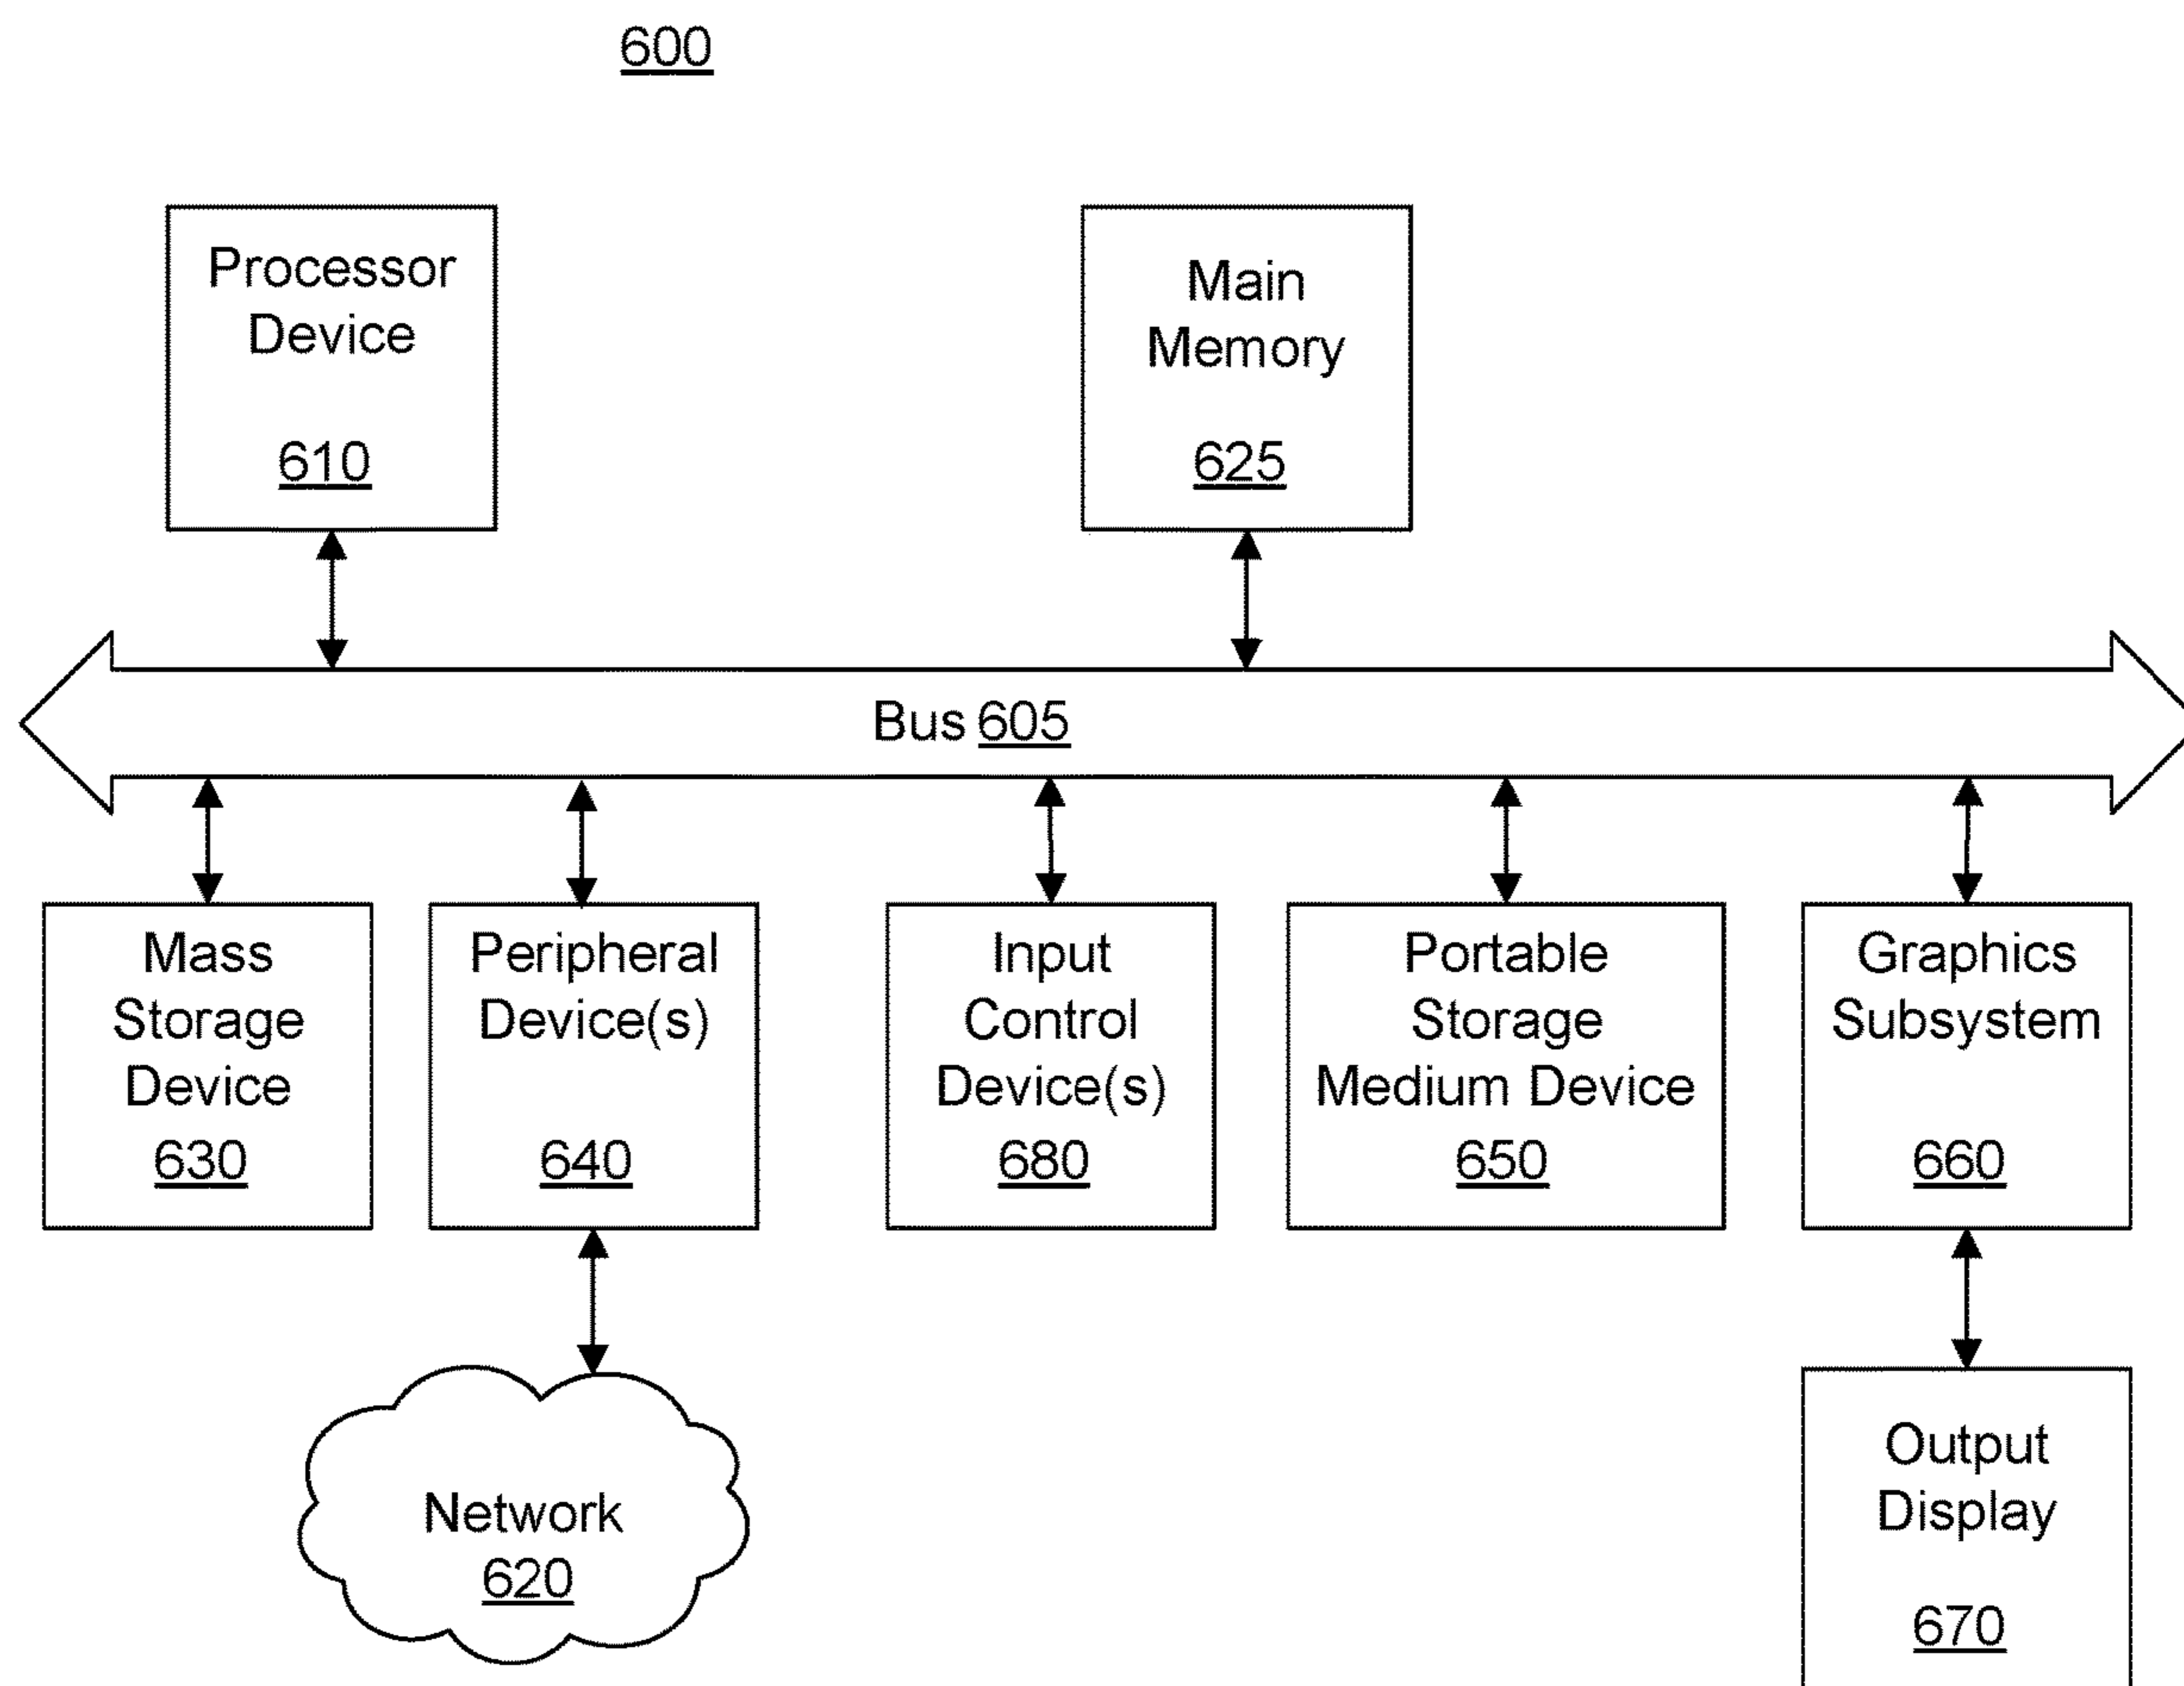 600
Processor
Device
610
Main
Memory
625
Bus 605
Mass
Storage
Device
630
Peripheral
Device(s)
640
Input
Control
Device(s)
680
Portable
Storage
Medium Device
650
Graphics
Subsystem
660
Network
620
Output
Display
670